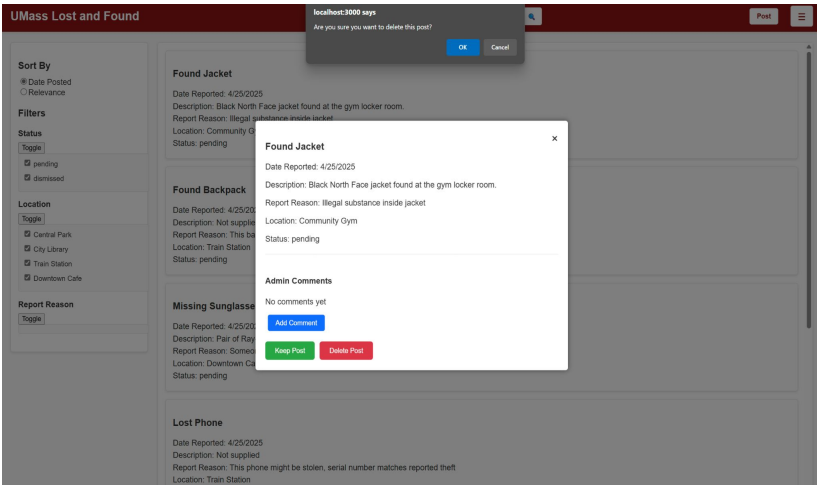 UMass Lost and Found
Post
localhost:3000 says
Are you sure you want to delete this post?
OK
Cancel
Sort By
Date Posted
Relevance
Filters
Status
Toggle
pending
dismissed
Location
Toggle
Central Park
City Library
Train Station
Downtown Cafe
Report Reason
Toggle
Found Jacket
Date Reported: 4/25/2025
Description: Black North Face jacket found at the gym locker room.
Report Reason: Illegal substance inside jacket
Location: Community G
Status: pending
Found Backpack
Date Reported: 4/25/20
Description: Not supplie
Report Reason: This ba
Location: Train Station
Status: pending
Missing Sunglasse
Date Reported: 4/25/20
Description: Pair of Ray
Report Reason: Someo
Location: Downtown Ca
Status: pending
Lost Phone
Date Reported: 4/25/2025
Description: Not supplied
Report Reason: This phone might be stolen, serial number matches reported theft
Location: Train Station
Found Jacket
×
Date Reported: 4/25/2025
Description: Black North Face jacket found at the gym locker room.
Report Reason: Illegal substance inside jacket
Location: Community Gym
Status: pending
Admin Comments
No comments yet
Add Comment
Keep Post
Delete Post